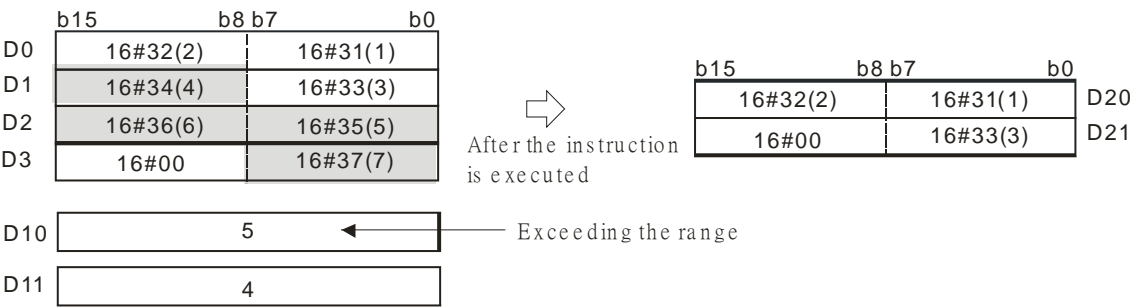 b15 b8 b7 b0
D0 16#32(2) 16#31(1)
D1 16#34(4) 16#33(3)
D2 16#36(6) 16#35(5)
D3 16#00 16#37(7)
After the instruction
is executed
b15 b8 b7 b0
16#32(2) 16#31(1) D20
16#00 16#33(3) D21
D10 5 Exceeding the range
D11 4